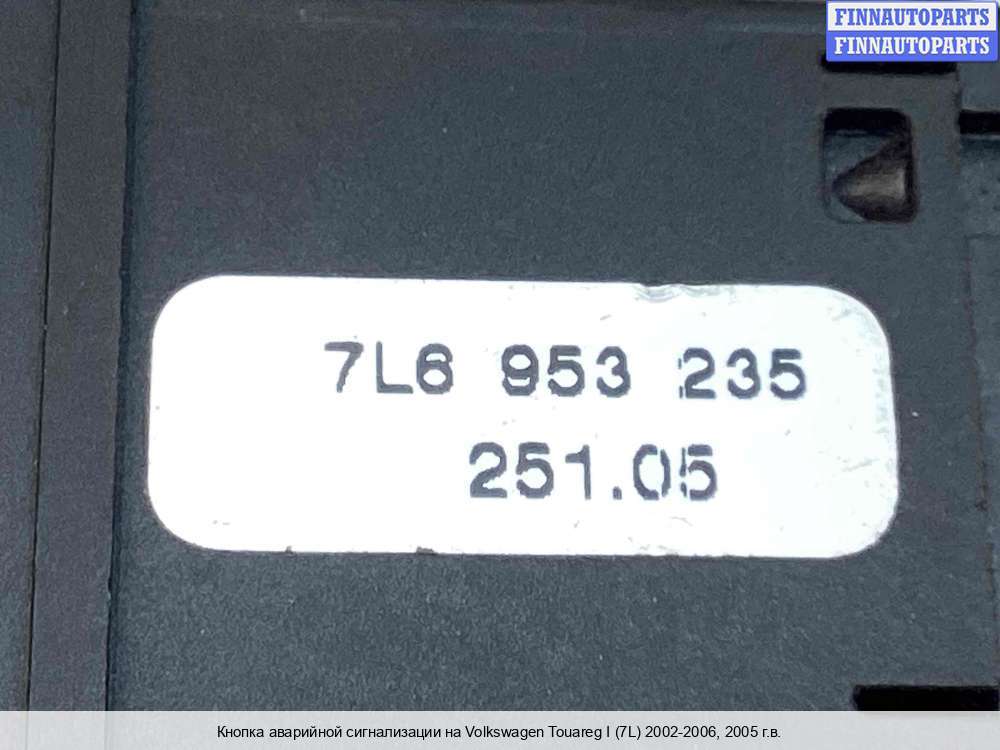 FINNAUTOPARTS
FINNAUTOPARTS
7L6 953 235
251.05
Кнопка аварийной сигнализации на Volkswagen Touareg I (7L) 2002-2006, 2005 г.в.